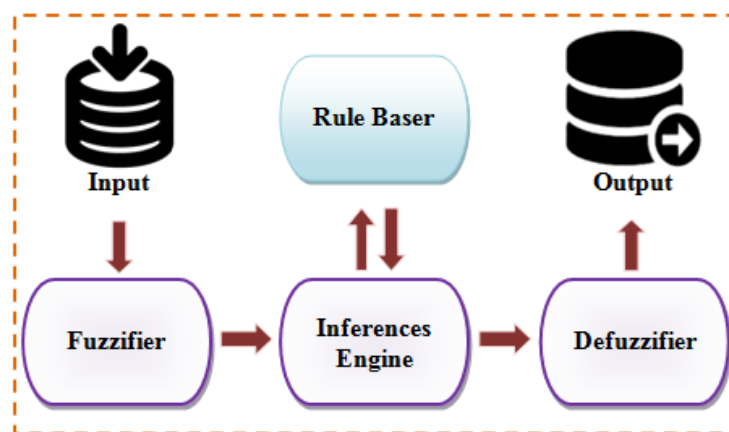 Rule Baser
Input
Output
Fuzzifier
Inferences
Engine
Defuzzifier